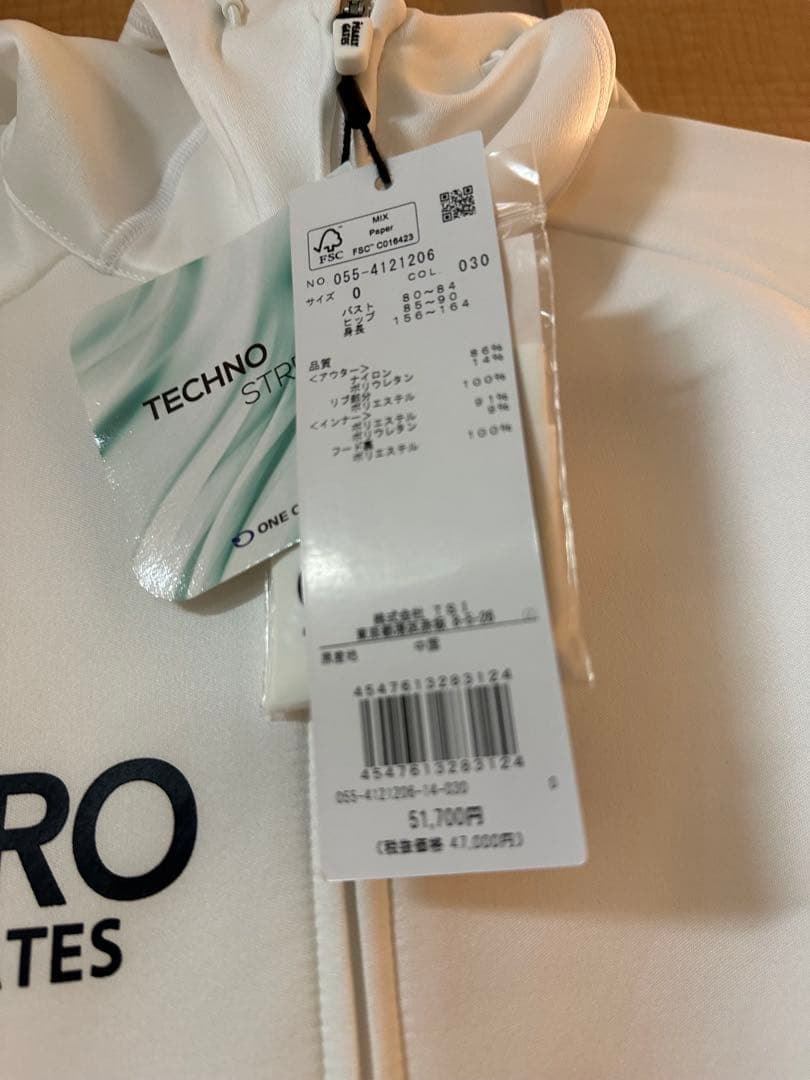 PEARLY
GATES
MIX
Paper
FSC
FSC™ C016423
NO. 055-4121206
COL. 030
サイズ 0
バスト 80～84
ヒップ 85～90
身長 156～164
品質
<アウター>
ナイロン 86%
ポリウレタン 14%
リブ部分
ポリエステル 100%
<インナー>
ポリエステル 91%
ポリウレタン 9%
フード裏
ポリエステル 100%
TECHNO
STRE
ONE C
株式会社 TSI
原産地 中国
4547613283124
4547613283124
055-4121206-14-030 0
51,700円
(税抜価格 47,000円)
RO
ATES